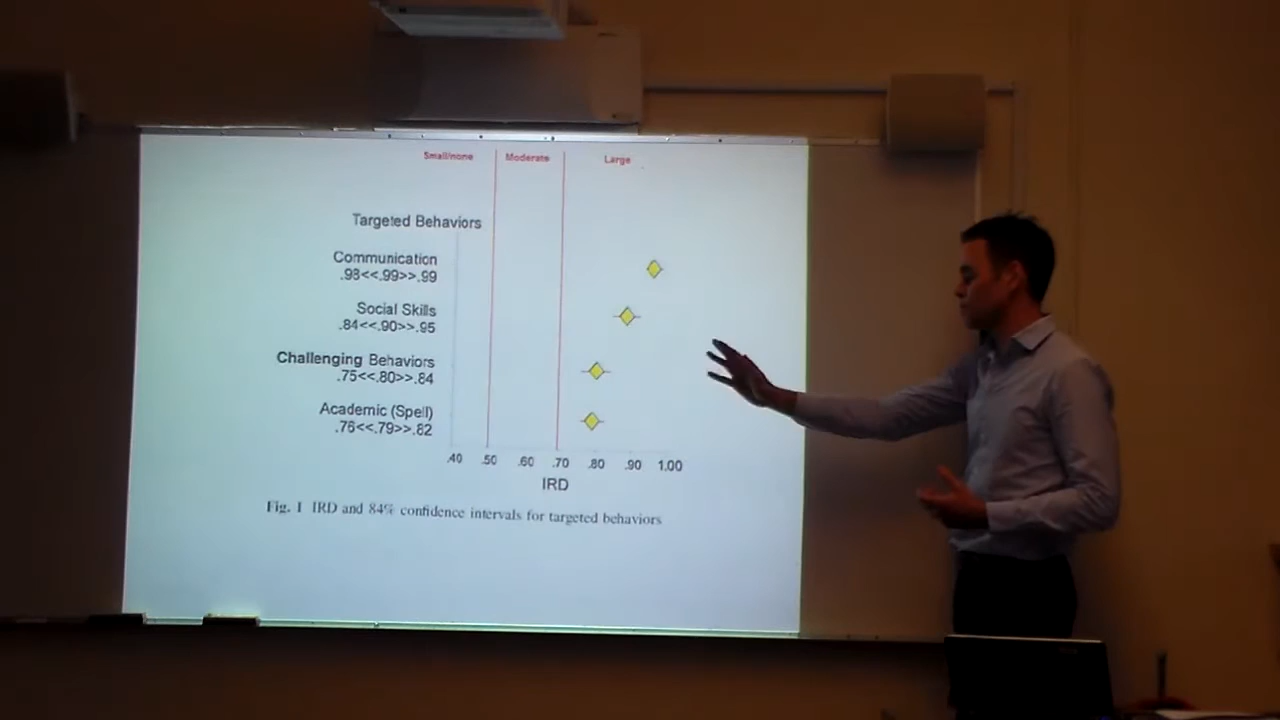 Small/none Moderate Large
Targeted Behaviors
Communication
.98<<.99>>.99
Social Skills
.84<<.90>>.95
Challenging Behaviors
.75<<.80>>.84
Academic (Spell)
.76<<.79>>.82
.40 .50 .60 .70 .80 .90 1.00
IRD
Fig. 1 IRD and 84% confidence intervals for targeted behaviors